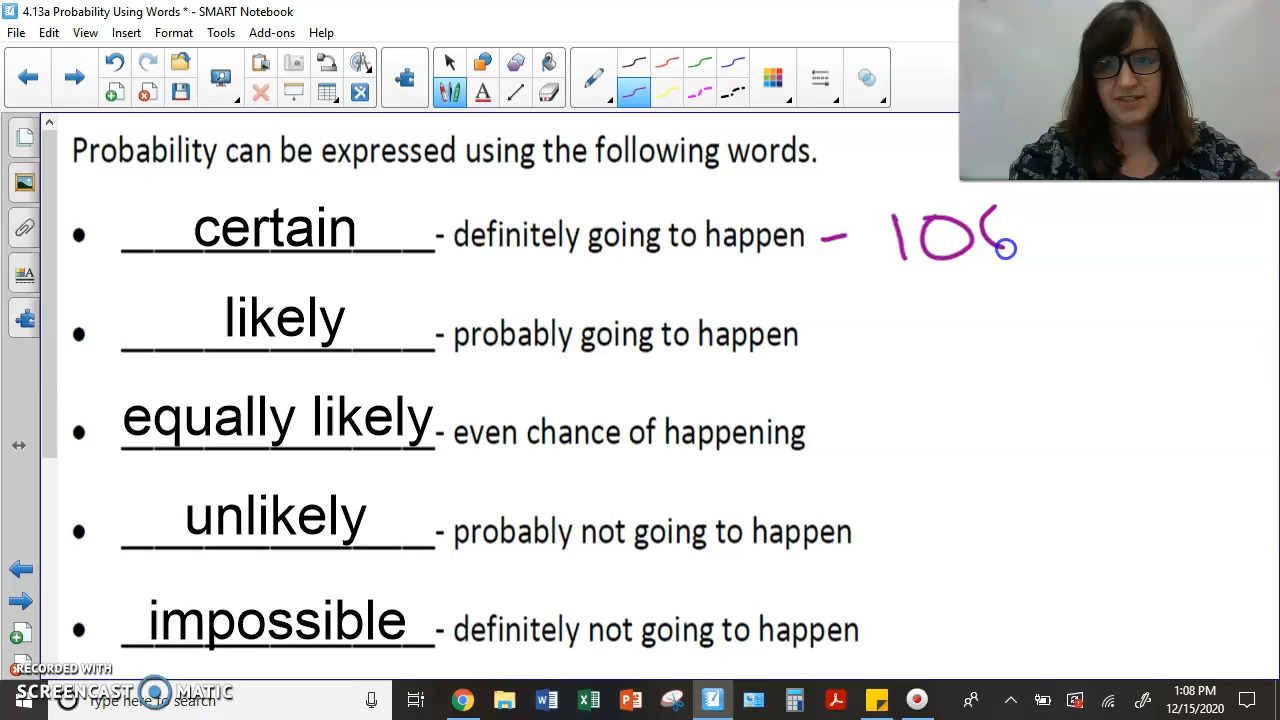 4.13a Probability Using Words * - SMART Notebook
File Edit View Insert Format Tools Add-ons Help
Probability can be expressed using the following words.
• certain - definitely going to happen - 10
• likely - probably going to happen
• equally likely - even chance of happening
• unlikely - probably not going to happen
• impossible - definitely not going to happen
RECORDED WITH
SCREENCAST MATIC
Type here to search
1:08 PM
12/15/2020